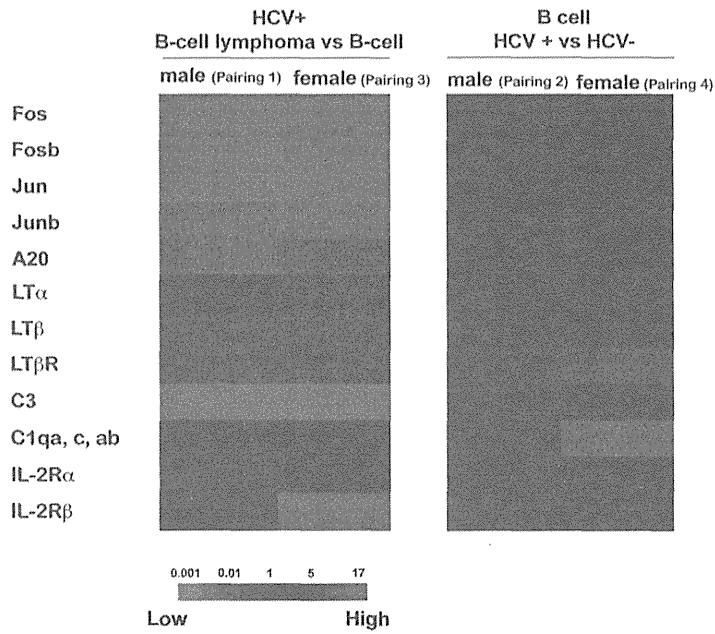 HCV+
B-cell lymphoma vs B-cell
B cell
HCV + vs HCV-
male (Pairing 1) female (Pairing 3)
male (Pairing 2) female (Pairing 4)
Fos
Fosb
Jun
Junb
A20
LTα
LTβ
LTβR
C3
C1qa, c, ab
IL-2Rα
IL-2Rβ
0.001 0.01 1 5 17
Low High